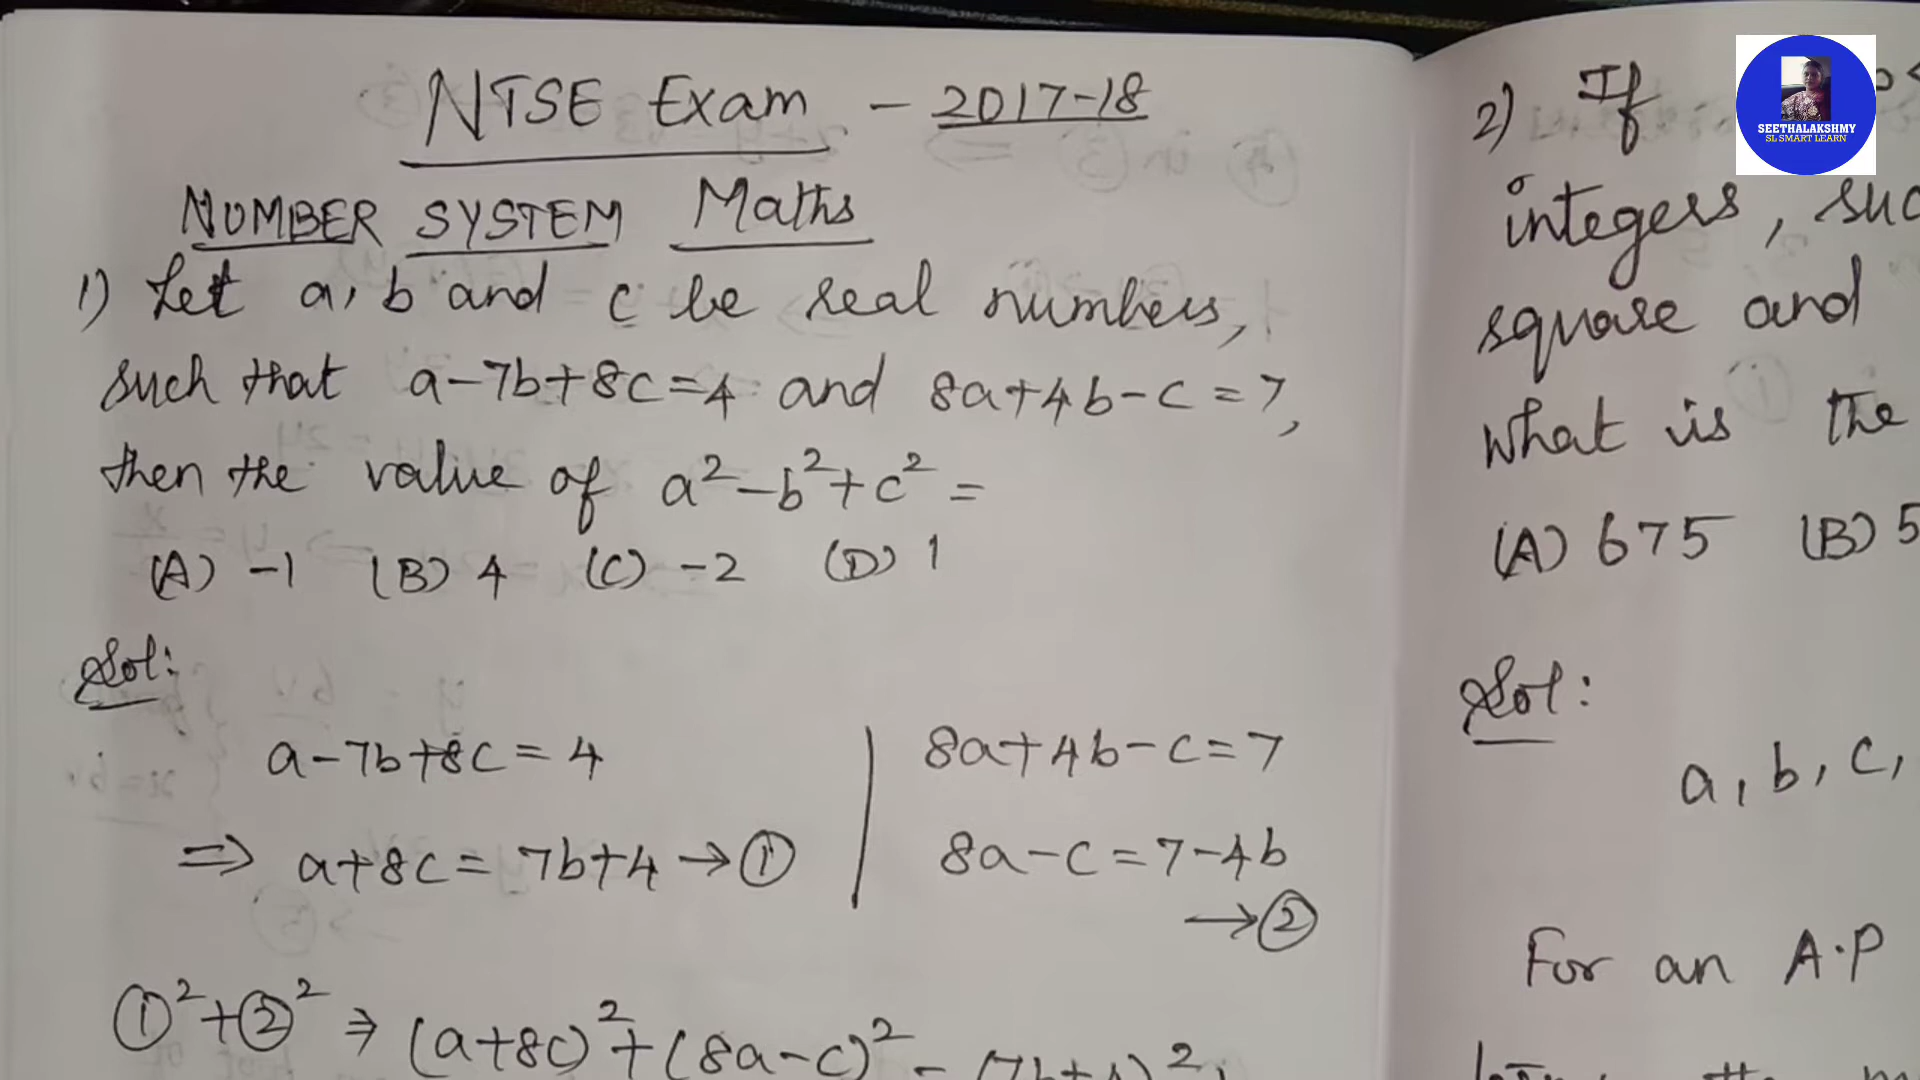 NTSE Exam - 2017-18
NUMBER SYSTEM Maths
1) Let a, b and c be real numbers,
such that a-7b+8c=4 and 8a+4b-c=7,
then the value of a²-b²+c² =
(A) -1 (B) 4 (C) -2 (D) 1
Sol:
a-7b+8c = 4
8a+4b-c=7
⇒ a+8c = 7b+4 → ①
8a-c = 7-4b
→ ②
①²+②² ⇒ (a+8c)²+(8a-c)²
2) If
integers, suc
square and
What is the
(A) 675 (B) 5
Sol:
a, b, c,
For an A.P
SEETHALAKSHMY
SL SMART LEARN